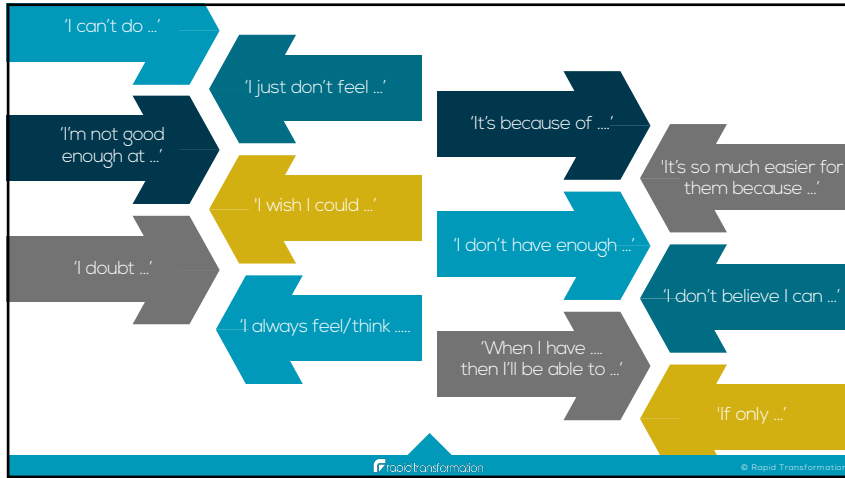 ‘I can’t do ...’
‘I just don’t feel ...’
‘I’m not good
enough at ...’
'I wish I could ...’
‘I doubt ...’
‘I always feel/think .....
‘It’s because of ....’
'It’s so much easier for
them because ...’
‘I don’t have enough ...’
‘I don’t believe I can ...’
‘When I have ....
then I’ll be able to ...’
'If only ...’
rapidtransformation
© Rapid Transformation